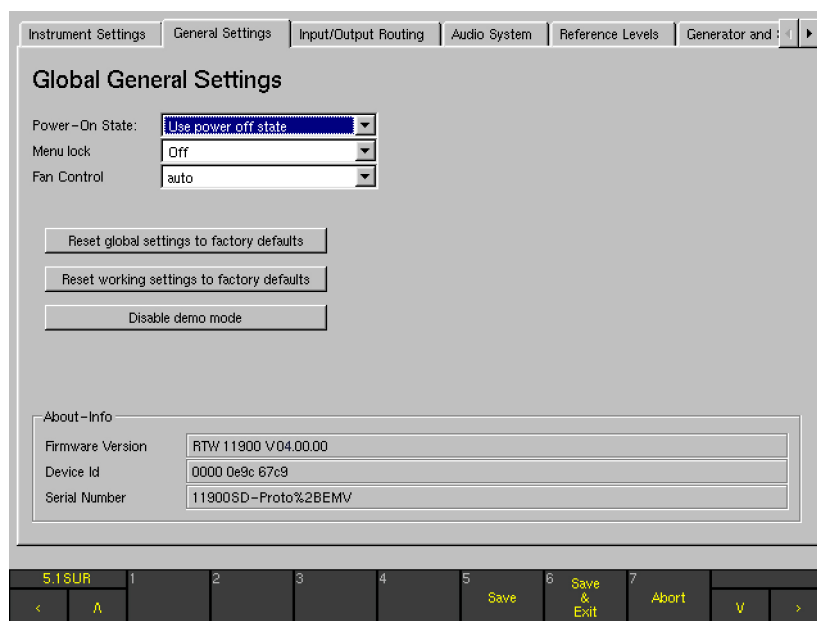 Instrument Settings General Settings Input/Output Routing Audio System Reference Levels Generator and
Global General Settings
Power-On State: Use power off state
Menu lock Off
Fan Control auto
Reset global settings to factory defaults
Reset working settings to factory defaults
Disable demo mode
About-Info
Firmware Version RTW 11900 V04.00.00
Device Id 0000 0e9c 67c9
Serial Number 11900SD-Proto%2BEMV
5.1SUR 1 2 3 4 5 6 7
< Λ Save Save & Exit Abort V >